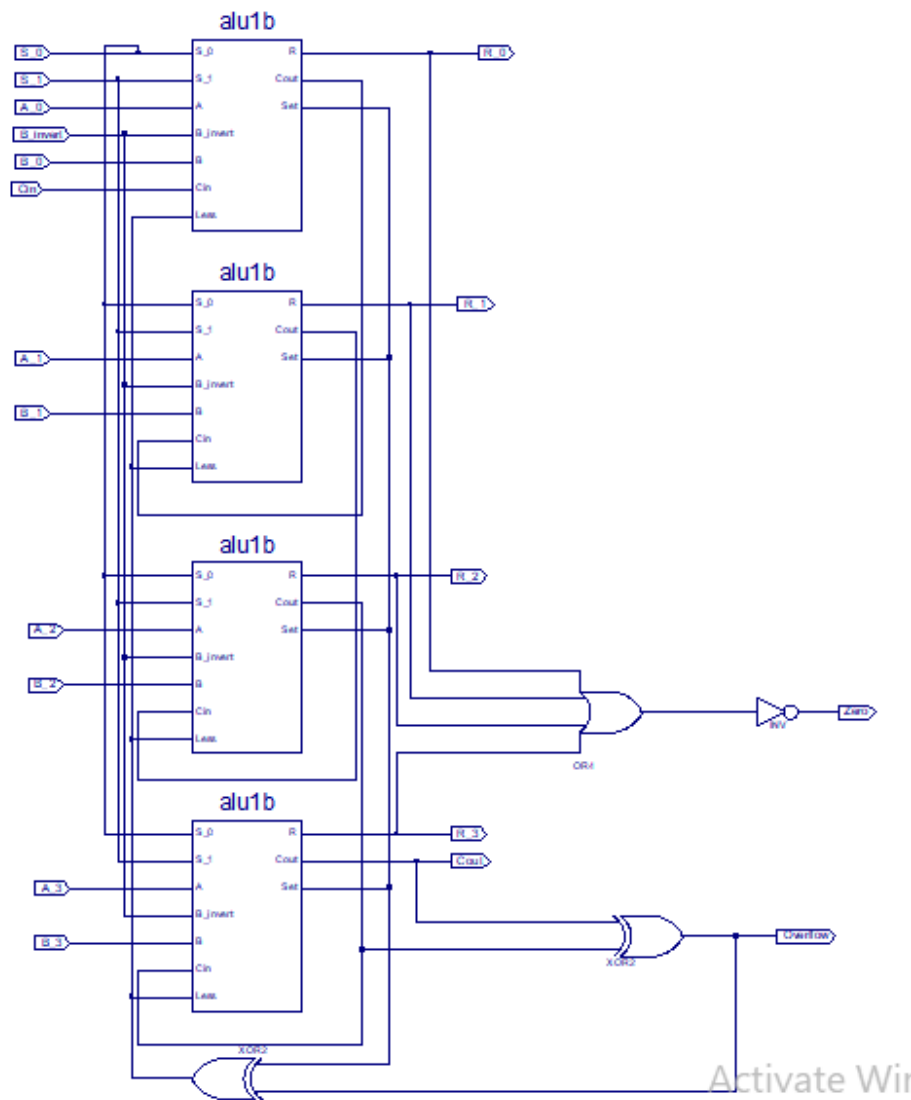 alu1b
S_0 S_0 R R_0
S_1 S_1 Cout
A_0 A Set
B_invert B_invert
B_0 B
Cin Cin
Less
alu1b
S_0 R R_1
S_1 Cout
A_1 A Set
B_invert
B_1 B
Cin
Less
alu1b
S_0 R R_2
S_1 Cout
A_2 A Set
B_invert
B_2 B
Cin
Less
Zero
INV
OR4
alu1b
S_0 R R_3
S_1 Cout Cout
A_3 A Set
B_invert
B_3 B
Overflow
XOR2
Cin
Less
XOR2
Activate Wi